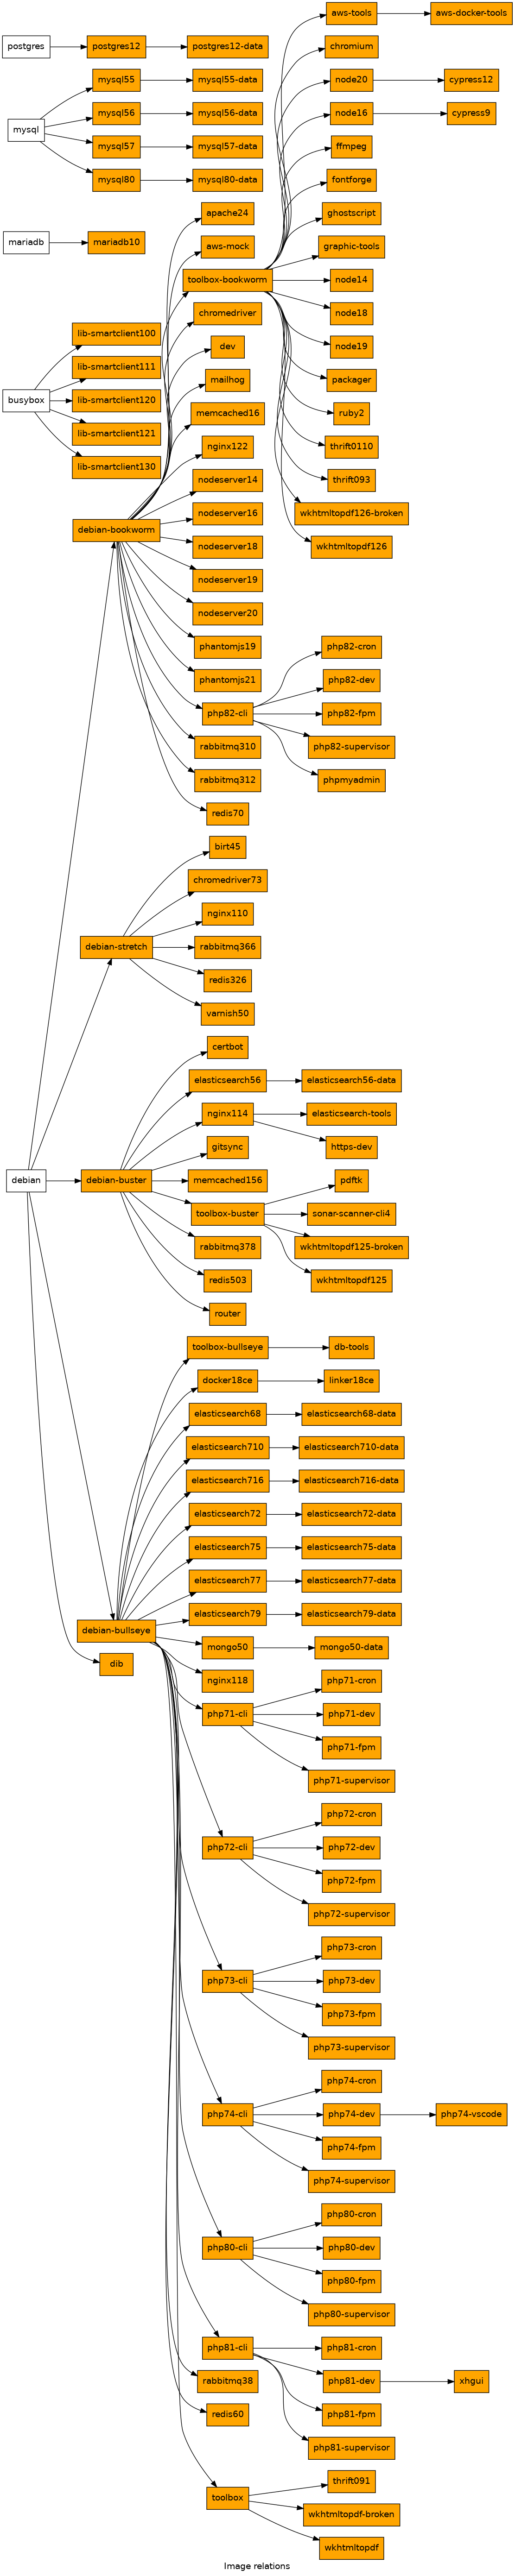 aws-tools
aws-docker-tools
postgres
postgres12
postgres12-data
chromium
mysql55
mysql55-data
node20
cypress12
mysql
mysql56
mysql56-data
node16
cypress9
mysql57
mysql57-data
ffmpeg
mysql80
mysql80-data
fontforge
apache24
ghostscript
mariadb
mariadb10
aws-mock
graphic-tools
toolbox-bookworm
node14
chromedriver
node18
lib-smartclient100
dev
node19
lib-smartclient111
mailhog
packager
busybox
lib-smartclient120
memcached16
ruby2
lib-smartclient121
nginx122
thrift0110
lib-smartclient130
nodeserver14
thrift093
nodeserver16
wkhtmltopdf126-broken
debian-bookworm
nodeserver18
wkhtmltopdf126
nodeserver19
nodeserver20
phantomjs19
php82-cron
phantomjs21
php82-dev
php82-cli
php82-fpm
rabbitmq310
php82-supervisor
rabbitmq312
phpmyadmin
redis70
birt45
chromedriver73
nginx110
debian-stretch
rabbitmq366
redis326
varnish50
certbot
elasticsearch56
elasticsearch56-data
nginx114
elasticsearch-tools
gitsync
https-dev
debian
debian-buster
memcached156
pdftk
toolbox-buster
sonar-scanner-cli4
rabbitmq378
wkhtmltopdf125-broken
redis503
wkhtmltopdf125
router
toolbox-bullseye
db-tools
docker18ce
linker18ce
elasticsearch68
elasticsearch68-data
elasticsearch710
elasticsearch710-data
elasticsearch716
elasticsearch716-data
elasticsearch72
elasticsearch72-data
elasticsearch75
elasticsearch75-data
elasticsearch77
elasticsearch77-data
elasticsearch79
elasticsearch79-data
debian-bullseye
mongo50
mongo50-data
dib
nginx118
php71-cron
php71-cli
php71-dev
php71-fpm
php71-supervisor
php72-cron
php72-cli
php72-dev
php72-fpm
php72-supervisor
php73-cron
php73-cli
php73-dev
php73-fpm
php73-supervisor
php74-cron
php74-cli
php74-dev
php74-vscode
php74-fpm
php74-supervisor
php80-cron
php80-cli
php80-dev
php80-fpm
php80-supervisor
php81-cli
php81-cron
rabbitmq38
php81-dev
xhgui
redis60
php81-fpm
php81-supervisor
thrift091
toolbox
wkhtmltopdf-broken
wkhtmltopdf
Image relations